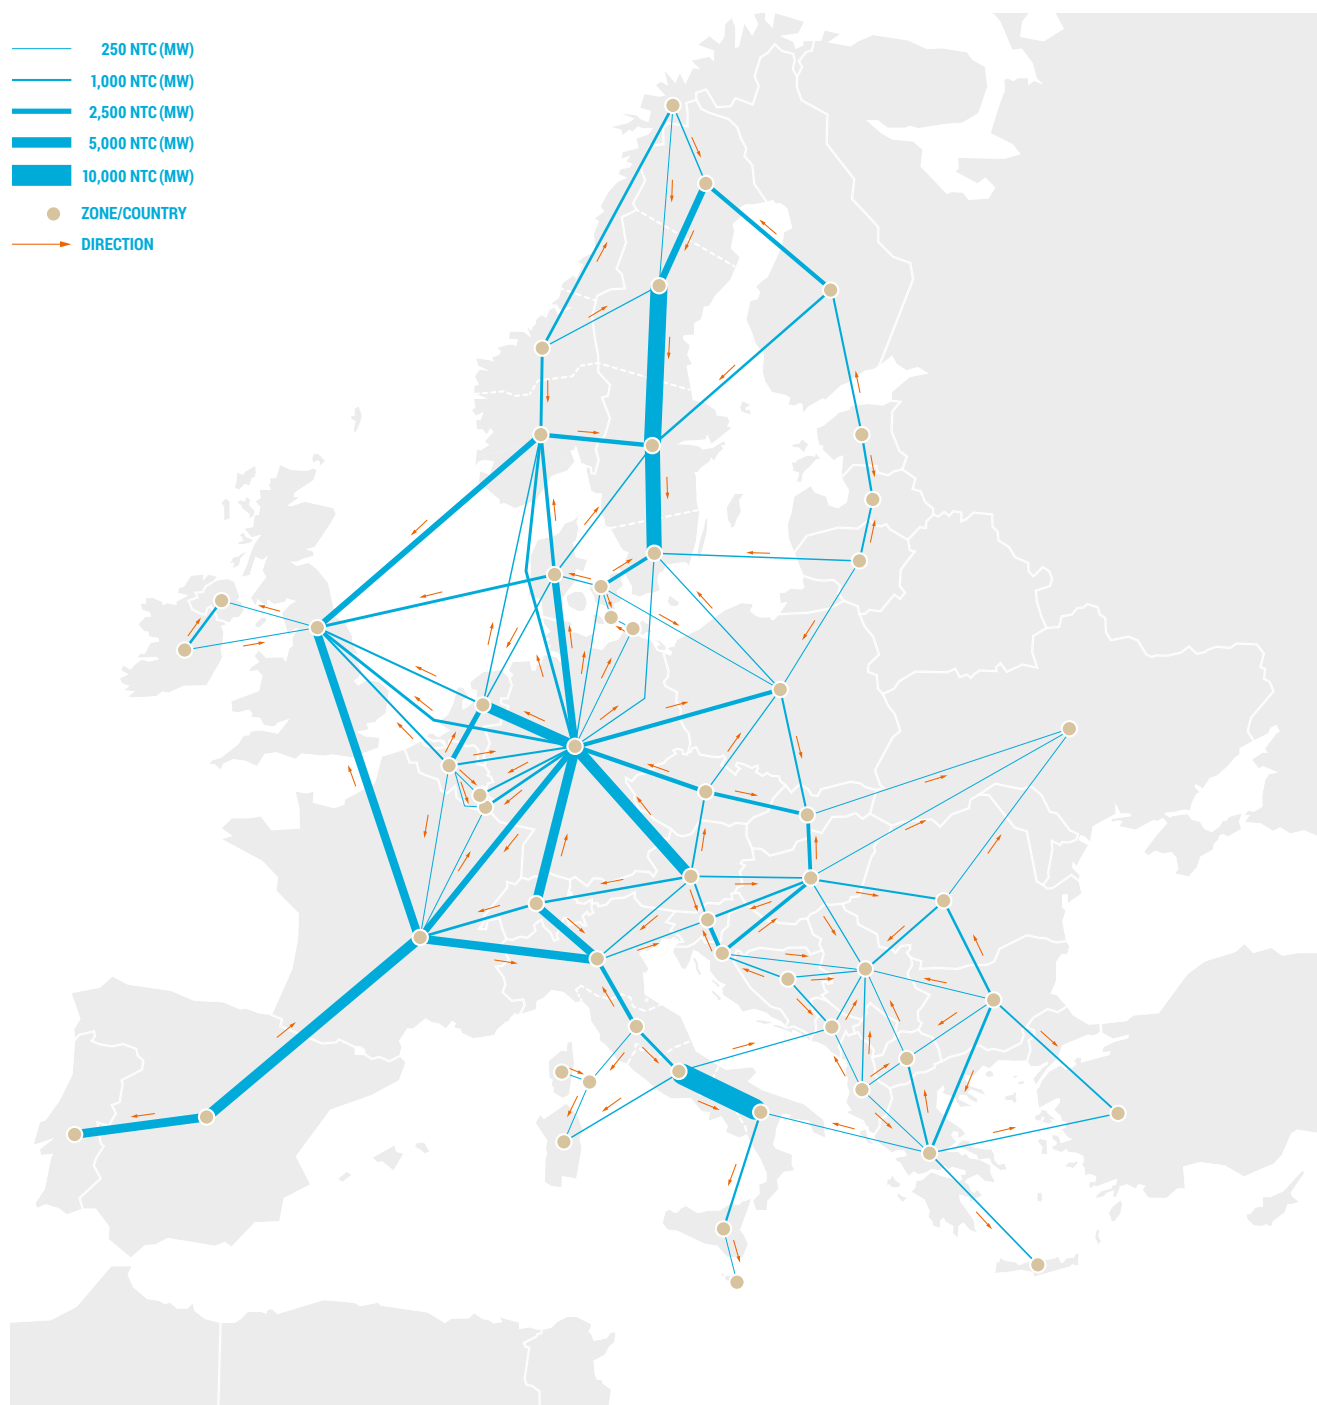 250 NTC (MW)
1,000 NTC (MW)
2,500 NTC (MW)
5,000 NTC (MW)
10,000 NTC (MW)
ZONE/COUNTRY
DIRECTION